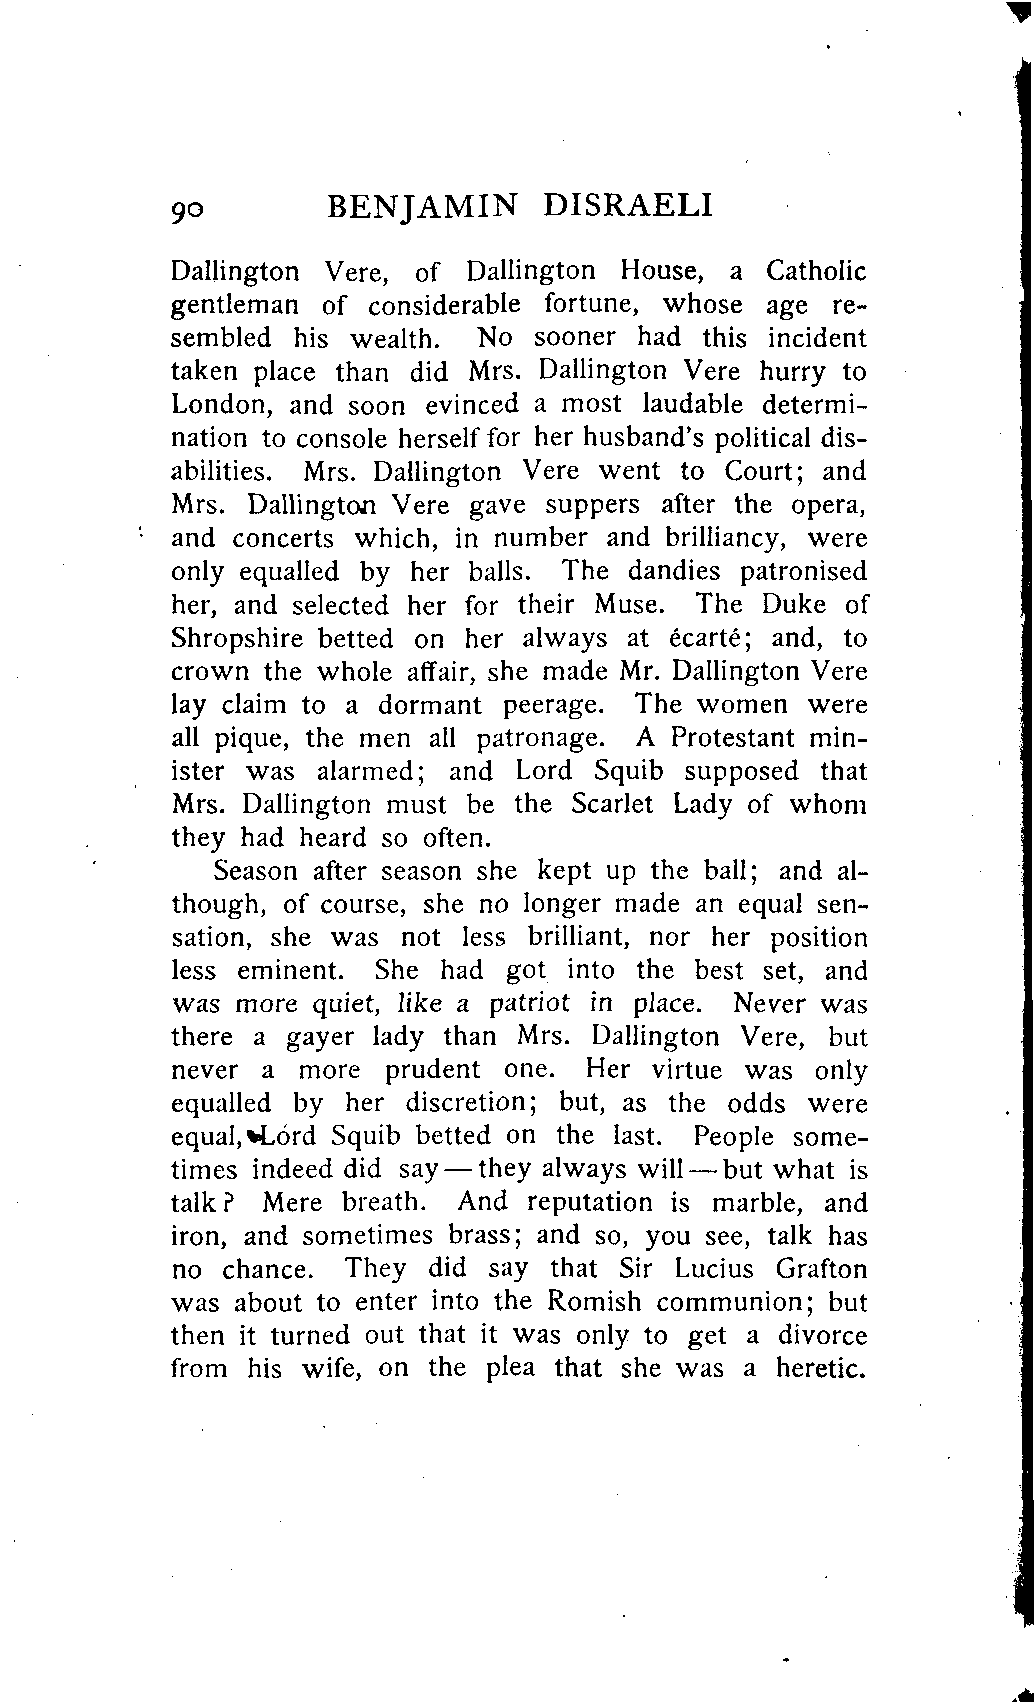 90 BENJAMIN DISRAELI
Dallington Vere, of Dallington House, a Catholic
gentleman of considerable fortune, whose age re-
sembled his wealth. No sooner had this incident
taken place than did Mrs. Dallington Vere hurry to
London, and soon evinced a most laudable determi-
nation to console herself for her husband's political dis-
abilities. Mrs. Dallington Vere went to Court; and
Mrs. Dallington Vere gave suppers after the opera,
and concerts which, in number and brilliancy, were
only equalled by her balls. The dandies patronised
her, and selected her for their Muse. The Duke of
Shropshire betted on her always at écarté; and, to
crown the whole affair, she made Mr. Dallington Vere
lay claim to a dormant peerage. The women were
all pique, the men all patronage. A Protestant min-
ister was alarmed; and Lord Squib supposed that
Mrs. Dallington must be the Scarlet Lady of whom
they had heard so often.
Season after season she kept up the ball; and al-
though, of course, she no longer made an equal sen-
sation, she was not less brilliant, nor her position
less eminent. She had got into the best set, and
was more quiet, like a patriot in place. Never was
there a gayer lady than Mrs. Dallington Vere, but
never a more prudent one. Her virtue was only
equalled by her discretion; but, as the odds were
equal, Lord Squib betted on the last. People some-
times indeed did say—they always will—but what is
talk? Mere breath. And reputation is marble, and
iron, and sometimes brass; and so, you see, talk has
no chance. They did say that Sir Lucius Grafton
was about to enter into the Romish communion; but
then it turned out that it was only to get a divorce
from his wife, on the plea that she was a heretic.